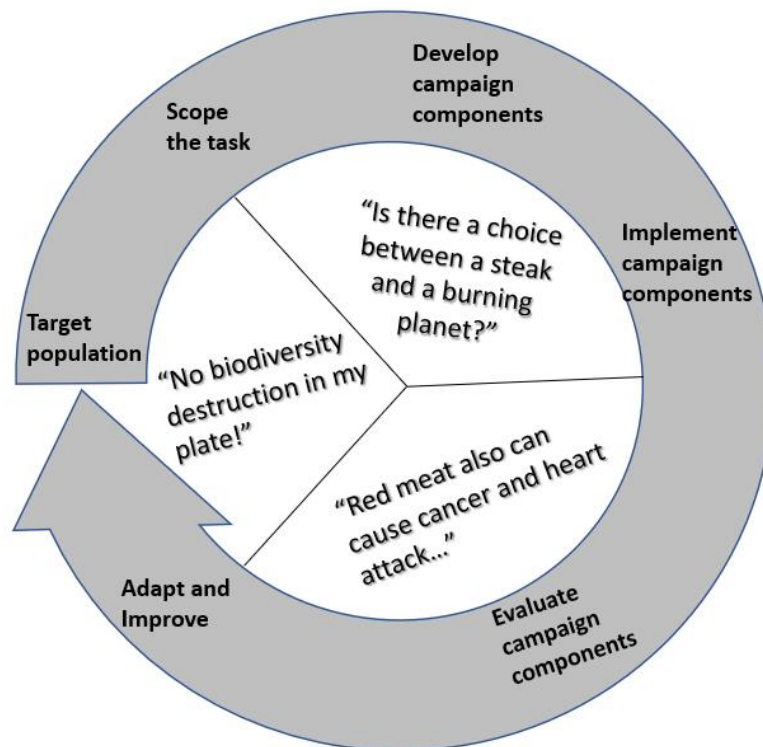 Develop
campaign
components
Scope
the task
“Is there a choice
between a steak
and a burning
planet?”
Implement
campaign
components
Target
population
“No biodiversity
destruction in my
plate!”
“Red meat also can
cause cancer and heart
attack…”
Adapt and
Improve
Evaluate
campaign
components